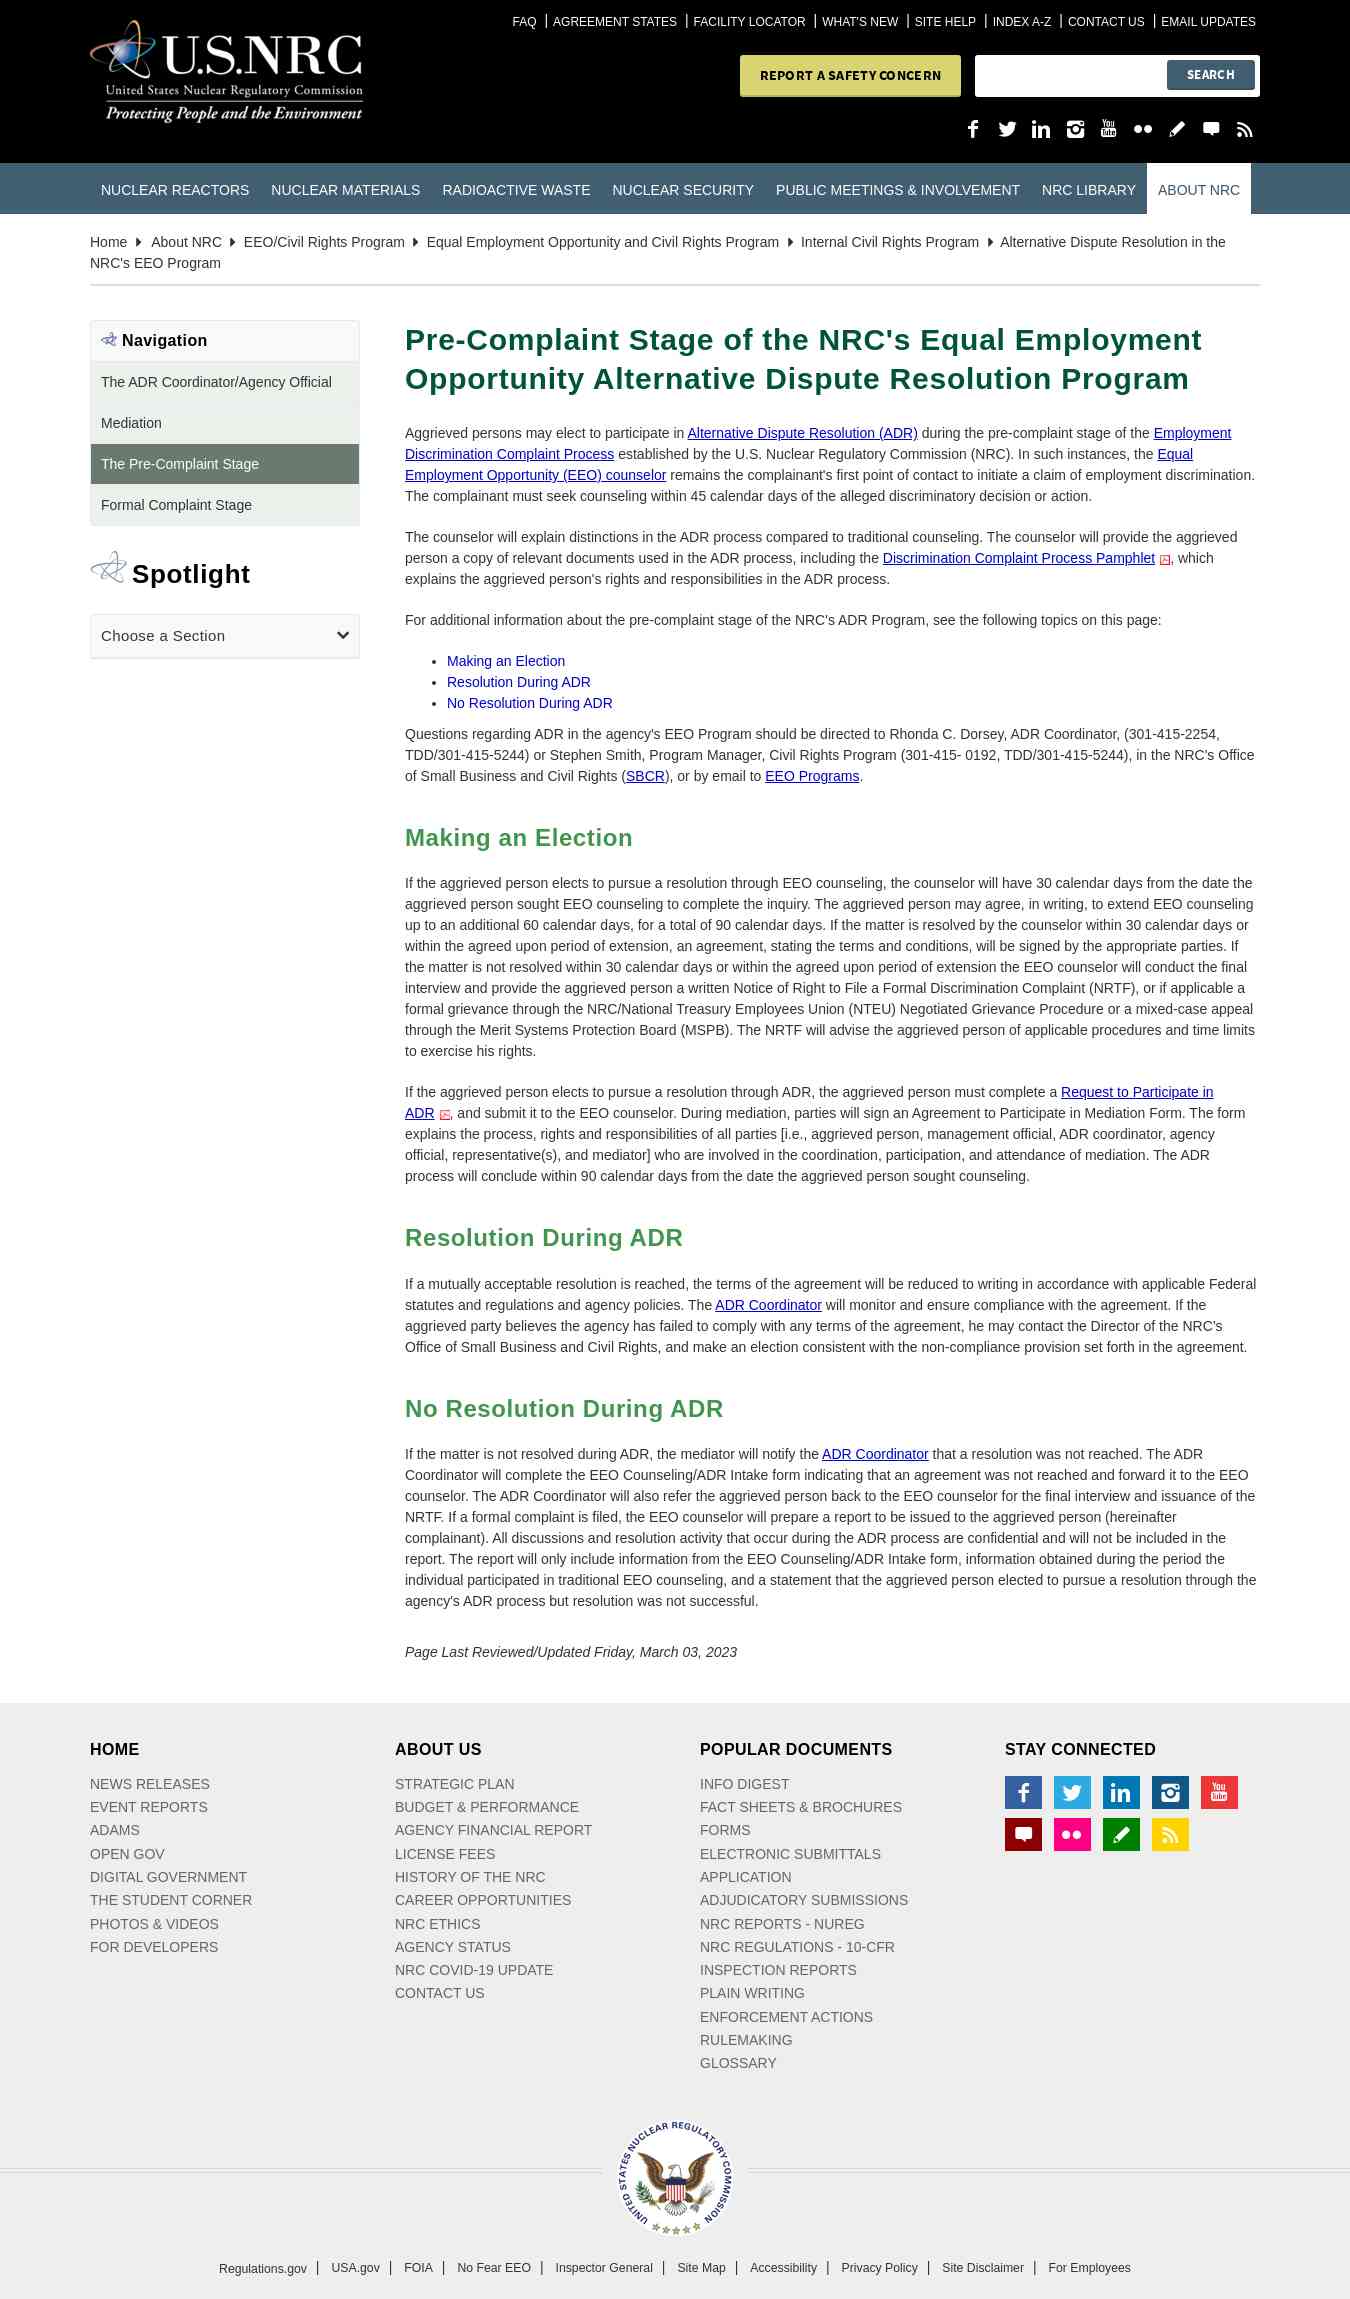 FAQ | AGREEMENT STATES | FACILITY LOCATOR | WHAT'S NEW | SITE HELP | INDEX A-Z | CONTACT US | EMAIL UPDATES
U.S.NRC
United States Nuclear Regulatory Commission
Protecting People and the Environment
REPORT A SAFETY CONCERN
SEARCH
NUCLEAR REACTORS NUCLEAR MATERIALS RADIOACTIVE WASTE NUCLEAR SECURITY PUBLIC MEETINGS & INVOLVEMENT NRC LIBRARY ABOUT NRC
Home About NRC EEO/Civil Rights Program Equal Employment Opportunity and Civil Rights Program Internal Civil Rights Program Alternative Dispute Resolution in the
NRC's EEO Program
Navigation
The ADR Coordinator/Agency Official
Mediation
The Pre-Complaint Stage
Formal Complaint Stage
Spotlight
Choose a Section
Pre-Complaint Stage of the NRC's Equal Employment
Opportunity Alternative Dispute Resolution Program
Aggrieved persons may elect to participate in Alternative Dispute Resolution (ADR) during the pre-complaint stage of the Employment
Discrimination Complaint Process established by the U.S. Nuclear Regulatory Commission (NRC). In such instances, the Equal
Employment Opportunity (EEO) counselor remains the complainant's first point of contact to initiate a claim of employment discrimination.
The complainant must seek counseling within 45 calendar days of the alleged discriminatory decision or action.
The counselor will explain distinctions in the ADR process compared to traditional counseling. The counselor will provide the aggrieved
person a copy of relevant documents used in the ADR process, including the Discrimination Complaint Process Pamphlet , which
explains the aggrieved person's rights and responsibilities in the ADR process.
For additional information about the pre-complaint stage of the NRC's ADR Program, see the following topics on this page:
• Making an Election
• Resolution During ADR
• No Resolution During ADR
Questions regarding ADR in the agency's EEO Program should be directed to Rhonda C. Dorsey, ADR Coordinator, (301-415-2254,
TDD/301-415-5244) or Stephen Smith, Program Manager, Civil Rights Program (301-415- 0192, TDD/301-415-5244), in the NRC's Office
of Small Business and Civil Rights (SBCR), or by email to EEO Programs.
Making an Election
If the aggrieved person elects to pursue a resolution through EEO counseling, the counselor will have 30 calendar days from the date the
aggrieved person sought EEO counseling to complete the inquiry. The aggrieved person may agree, in writing, to extend EEO counseling
up to an additional 60 calendar days, for a total of 90 calendar days. If the matter is resolved by the counselor within 30 calendar days or
within the agreed upon period of extension, an agreement, stating the terms and conditions, will be signed by the appropriate parties. If
the matter is not resolved within 30 calendar days or within the agreed upon period of extension the EEO counselor will conduct the final
interview and provide the aggrieved person a written Notice of Right to File a Formal Discrimination Complaint (NRTF), or if applicable a
formal grievance through the NRC/National Treasury Employees Union (NTEU) Negotiated Grievance Procedure or a mixed-case appeal
through the Merit Systems Protection Board (MSPB). The NRTF will advise the aggrieved person of applicable procedures and time limits
to exercise his rights.
If the aggrieved person elects to pursue a resolution through ADR, the aggrieved person must complete a Request to Participate in
ADR , and submit it to the EEO counselor. During mediation, parties will sign an Agreement to Participate in Mediation Form. The form
explains the process, rights and responsibilities of all parties [i.e., aggrieved person, management official, ADR coordinator, agency
official, representative(s), and mediator] who are involved in the coordination, participation, and attendance of mediation. The ADR
process will conclude within 90 calendar days from the date the aggrieved person sought counseling.
Resolution During ADR
If a mutually acceptable resolution is reached, the terms of the agreement will be reduced to writing in accordance with applicable Federal
statutes and regulations and agency policies. The ADR Coordinator will monitor and ensure compliance with the agreement. If the
aggrieved party believes the agency has failed to comply with any terms of the agreement, he may contact the Director of the NRC's
Office of Small Business and Civil Rights, and make an election consistent with the non-compliance provision set forth in the agreement.
No Resolution During ADR
If the matter is not resolved during ADR, the mediator will notify the ADR Coordinator that a resolution was not reached. The ADR
Coordinator will complete the EEO Counseling/ADR Intake form indicating that an agreement was not reached and forward it to the EEO
counselor. The ADR Coordinator will also refer the aggrieved person back to the EEO counselor for the final interview and issuance of the
NRTF. If a formal complaint is filed, the EEO counselor will prepare a report to be issued to the aggrieved person (hereinafter
complainant). All discussions and resolution activity that occur during the ADR process are confidential and will not be included in the
report. The report will only include information from the EEO Counseling/ADR Intake form, information obtained during the period the
individual participated in traditional EEO counseling, and a statement that the aggrieved person elected to pursue a resolution through the
agency's ADR process but resolution was not successful.
Page Last Reviewed/Updated Friday, March 03, 2023
HOME
NEWS RELEASES
EVENT REPORTS
ADAMS
OPEN GOV
DIGITAL GOVERNMENT
THE STUDENT CORNER
PHOTOS & VIDEOS
FOR DEVELOPERS
ABOUT US
STRATEGIC PLAN
BUDGET & PERFORMANCE
AGENCY FINANCIAL REPORT
LICENSE FEES
HISTORY OF THE NRC
CAREER OPPORTUNITIES
NRC ETHICS
AGENCY STATUS
NRC COVID-19 UPDATE
CONTACT US
POPULAR DOCUMENTS
INFO DIGEST
FACT SHEETS & BROCHURES
FORMS
ELECTRONIC SUBMITTALS
APPLICATION
ADJUDICATORY SUBMISSIONS
NRC REPORTS - NUREG
NRC REGULATIONS - 10-CFR
INSPECTION REPORTS
PLAIN WRITING
ENFORCEMENT ACTIONS
RULEMAKING
GLOSSARY
STAY CONNECTED
UNITED STATES NUCLEAR REGULATORY COMMISSION
Regulations.gov | USA.gov | FOIA | No Fear EEO | Inspector General | Site Map | Accessibility | Privacy Policy | Site Disclaimer | For Employees